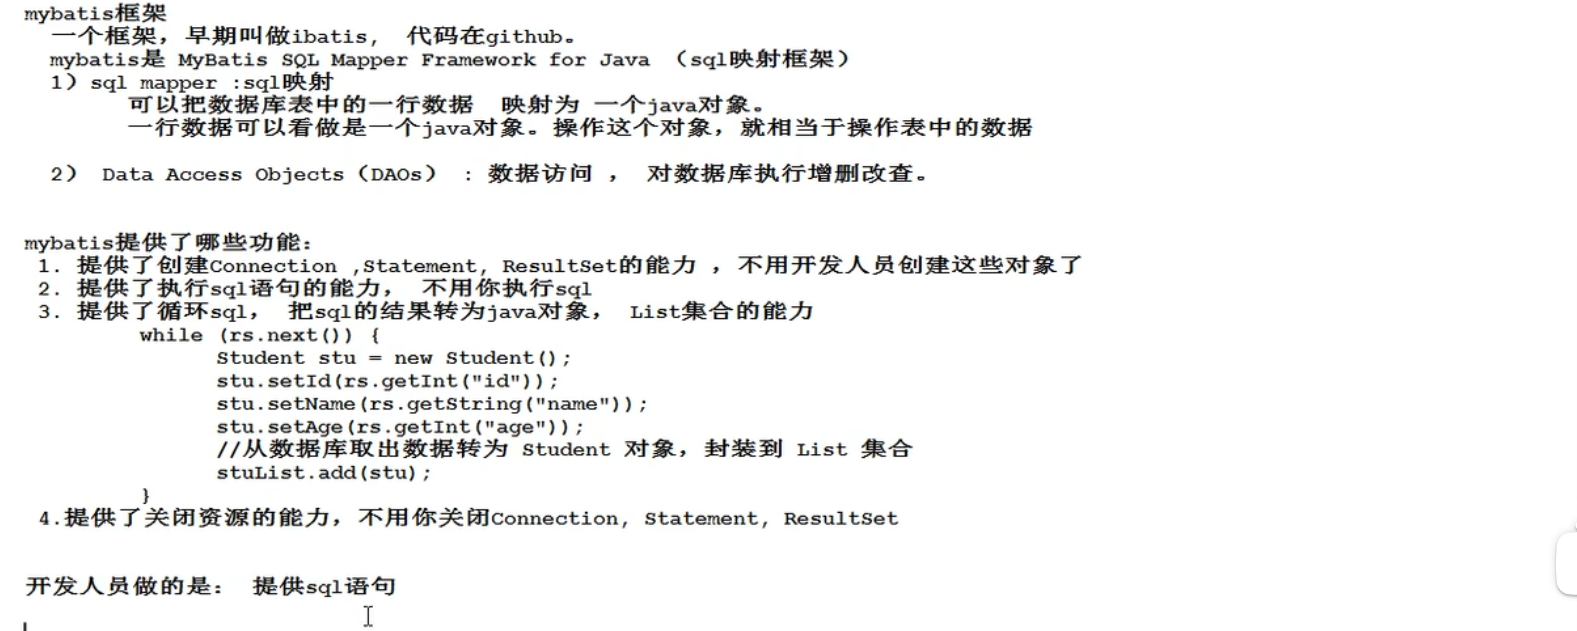 mybatis框架
一个框架，早期叫做ibatis,  代码在github。
mybatis是 MyBatis SQL Mapper Framework for Java （sql映射框架）
1）sql mapper :sql映射
可以把数据库表中的一行数据  映射为 一个java对象。
一行数据可以看做是一个java对象。操作这个对象，就相当于操作表中的数据
2） Data Access Objects（DAOs） : 数据访问 ， 对数据库执行增删改查。
mybatis提供了哪些功能：
1. 提供了创建Connection ,Statement, ResultSet的能力 ，不用开发人员创建这些对象了
2. 提供了执行sql语句的能力， 不用你执行sql
3. 提供了循环sql， 把sql的结果转为java对象， List集合的能力
while (rs.next()) {
Student stu = new Student();
stu.setId(rs.getInt("id"));
stu.setName(rs.getString("name"));
stu.setAge(rs.getInt("age"));
//从数据库取出数据转为 Student 对象，封装到 List 集合
stuList.add(stu);
}
4.提供了关闭资源的能力，不用你关闭Connection, Statement, ResultSet
开发人员做的是： 提供sql语句